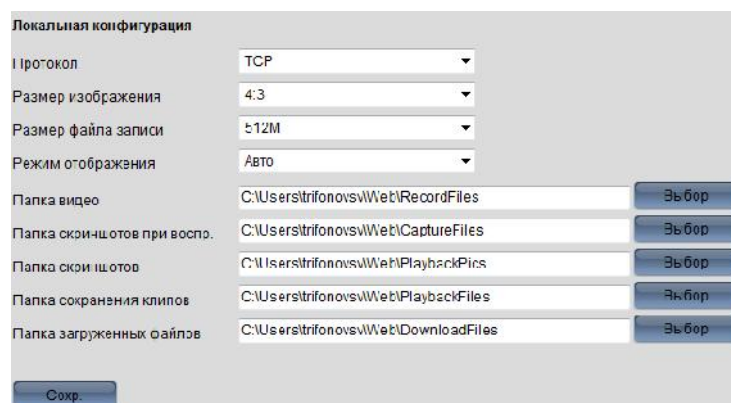 Локальная конфигурация
Протокол TCP
Размер изображения 4:3
Размер файла записи 512M
Режим отображения Авто
Папка видео C:\Users\trifonovsv\Web\RecordFiles Выбор
Папка скриншотов при воспр. C:\Users\trifonovsv\Web\CaptureFiles Выбор
Папка скриншотов C:\Users\trifonovsv\Web\PlaybackPics Выбор
Папка сохранения клипов C:\Users\trifonovsv\Web\PlaybackFiles Выбор
Папка загруженных файлов C:\Users\trifonovsv\Web\DownloadFiles Выбор
Сохр.